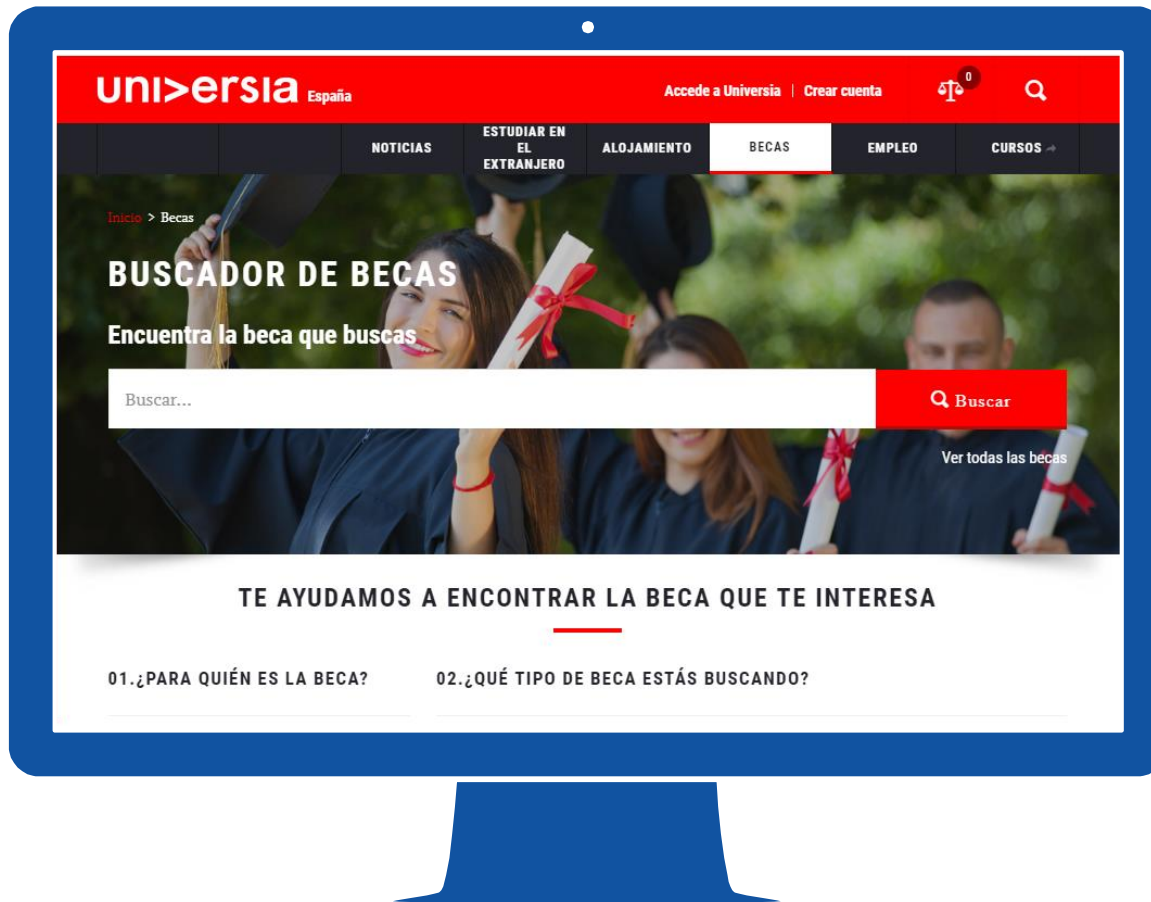 uni>ersia España
Accede a Universia | Crear cuenta
0
NOTICIAS
ESTUDIAR EN
EL
EXTRANJERO
ALOJAMIENTO
BECAS
EMPLEO
CURSOS
Inicio > Becas
BUSCADOR DE BECAS
Encuentra la beca que buscas
Buscar...
Buscar
Ver todas las becas
TE AYUDAMOS A ENCONTRAR LA BECA QUE TE INTERESA
01.¿PARA QUIÉN ES LA BECA?
02.¿QUÉ TIPO DE BECA ESTÁS BUSCANDO?